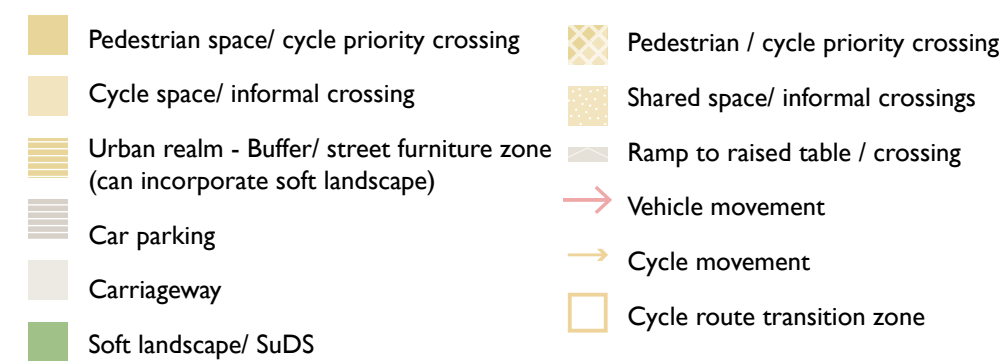 Pedestrian space/ cycle priority crossing
Cycle space/ informal crossing
Urban realm - Buffer/ street furniture zone
(can incorporate soft landscape)
Car parking
Carriageway
Soft landscape/ SuDS
Pedestrian / cycle priority crossing
Shared space/ informal crossings
Ramp to raised table / crossing
Vehicle movement
Cycle movement
Cycle route transition zone